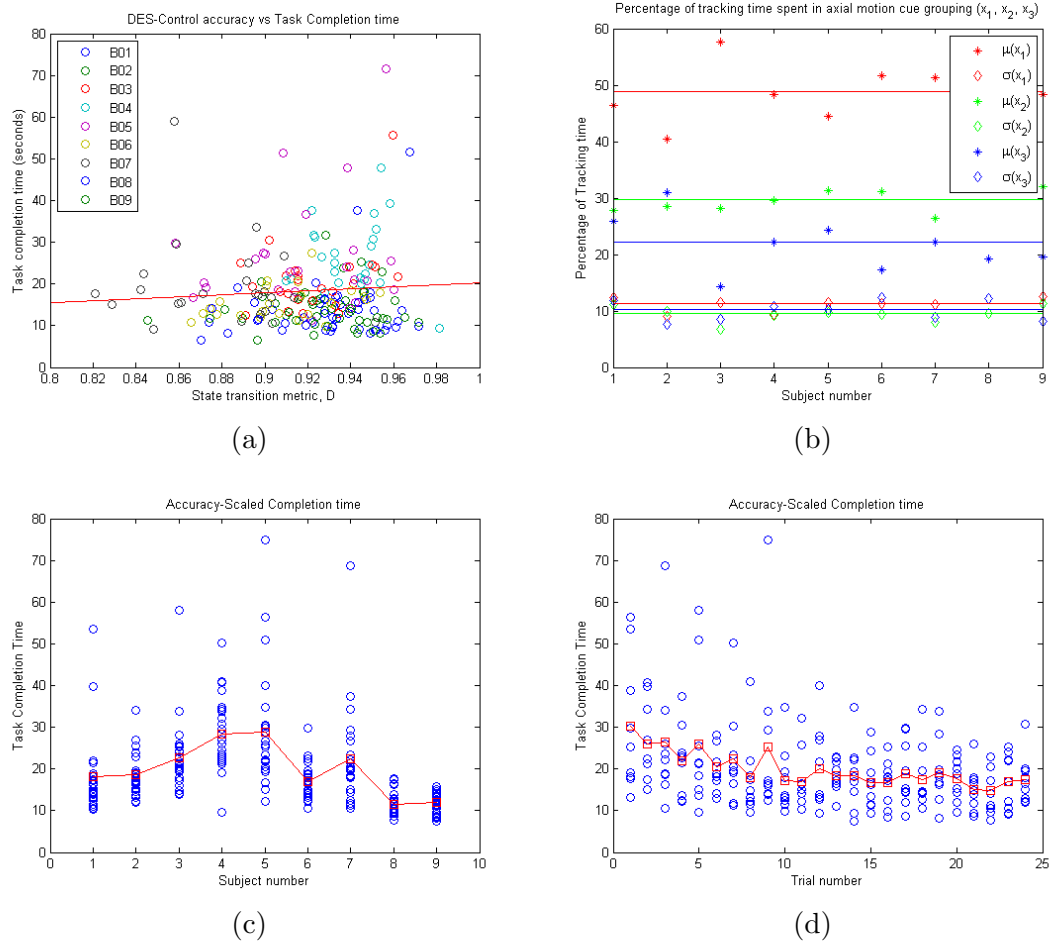 DES-Control accuracy vs Task Completion time
80
70
60
50
40
30
20
10
0
Task completion time (seconds)
B01
B02
B03
B04
B05
B06
B07
B08
B09
0.8 0.82 0.84 0.86 0.88 0.9 0.92 0.94 0.96 0.98 1
State transition metric, D
(a)
Percentage of tracking time spent in axial motion cue grouping (x₁, x₂, x₃)
60
50
40
30
20
10
0
Percentage of Tracking time
μ(x₁)
σ(x₁)
μ(x₂)
σ(x₂)
μ(x₃)
σ(x₃)
1 2 3 4 5 6 7 8 9
Subject number
(b)
Accuracy-Scaled Completion time
80
70
60
50
40
30
20
10
0
Task Completion Time
0 1 2 3 4 5 6 7 8 9 10
Subject number
(c)
Accuracy-Scaled Completion time
80
70
60
50
40
30
20
10
0
Task Completion Time
0 5 10 15 20 25
Trial number
(d)